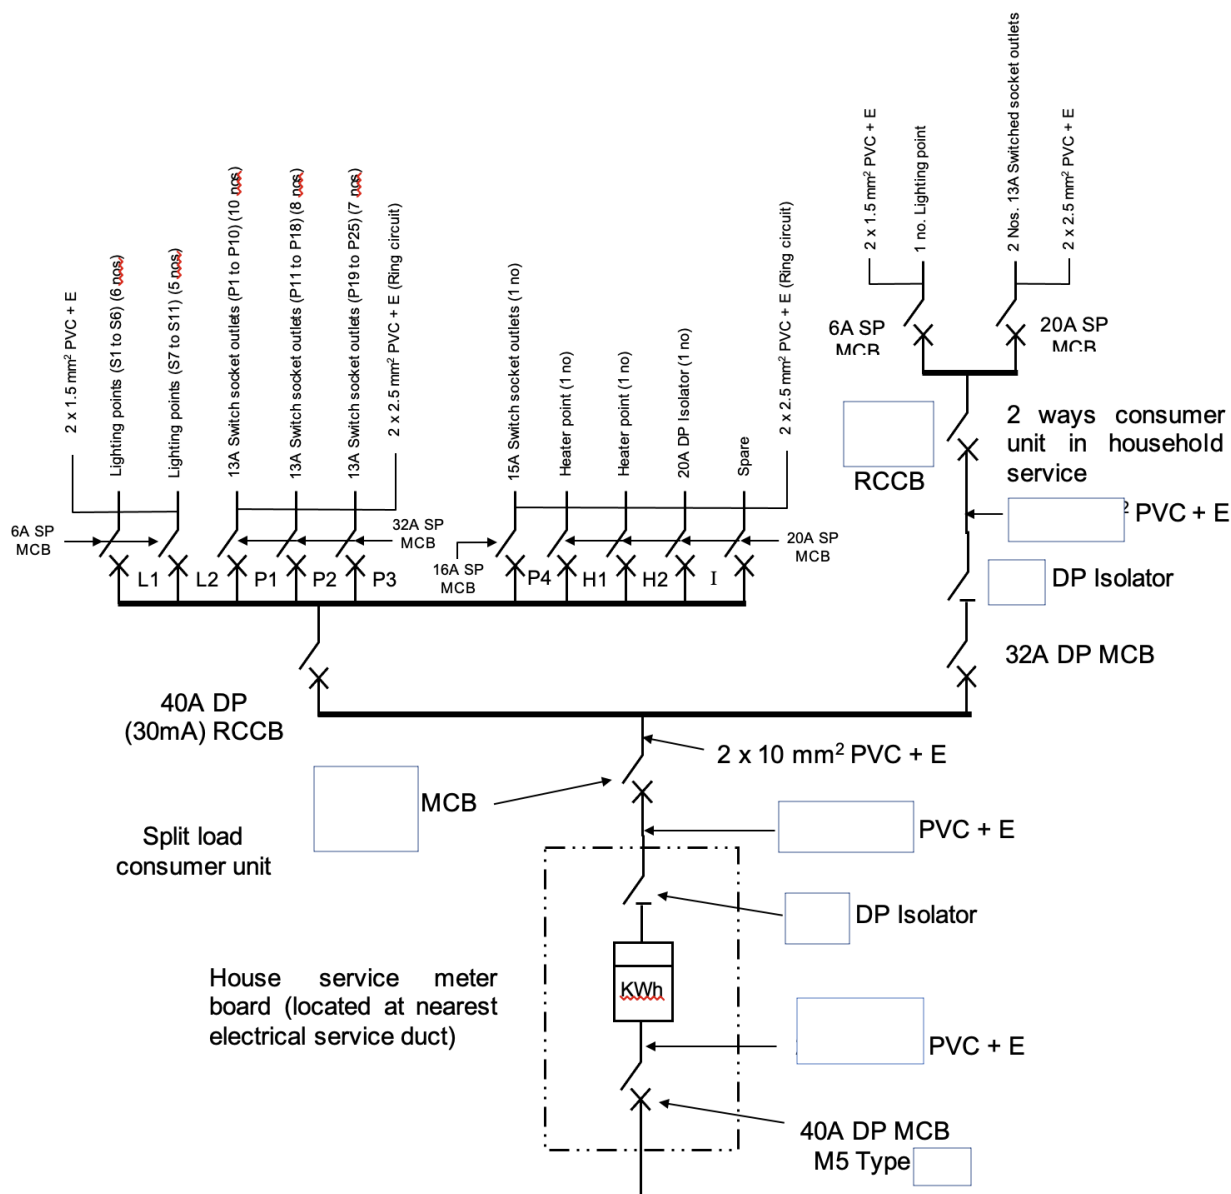 2 x 1.5 mm² PVC + E
Lighting points (S1 to S6) (6 nos.)
Lighting points (S7 to S11) (5 nos.)
13A Switch socket outlets (P1 to P10) (10 nos)
13A Switch socket outlets (P11 to P18) (8 nos)
13A Switch socket outlets (P19 to P25) (7 nos)
2 x 2.5 mm² PVC + E (Ring circuit)
15A Switch socket outlets (1 no)
Heater point (1 no)
Heater point (1 no)
20A DP Isolator (1 no)
Spare
2 x 2.5 mm² PVC + E (Ring circuit)
2 x 1.5 mm² PVC + E
1 no. Lighting point
2 Nos. 13A Switched socket outlets
2 x 2.5 mm² PVC + E
6A SP
MCB
20A SP
MCB
2 ways consumer
unit in household
service
RCCB
² PVC + E
DP Isolator
32A DP MCB
6A SP
MCB
32A SP
MCB
16A SP
MCB
20A SP
MCB
L1
L2
P1
P2
P3
P4
H1
H2
I
40A DP
(30mA) RCCB
2 x 10 mm² PVC + E
MCB
Split load
consumer unit
PVC + E
DP Isolator
House service meter
board (located at nearest
electrical service duct)
KWh
PVC + E
40A DP MCB
M5 Type